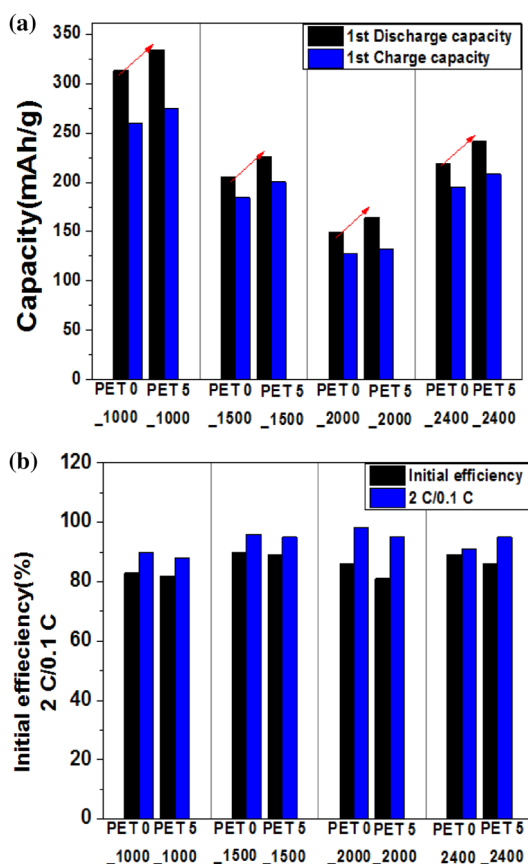 (a)
350
300
250
200
150
100
50
0
Capacity(mAh/g)
1st Discharge capacity
1st Charge capacity
PET 0 PET 5 PET 0 PET 5 PET 0 PET 5 PET 0 PET 5
_1000 _1000 _1500 _1500 _2000 _2000 _2400 _2400
(b)
120
100
80
60
40
20
0
Initial effieciency(%)
2 C/0.1 C
Initial efficiency
2 C/0.1 C
PET 0 PET 5 PET 0 PET 5 PET 0 PET 5 PET 0 PET 5
_1000 _1000 _1500 _1500 _2000 _2000 2400 _2400